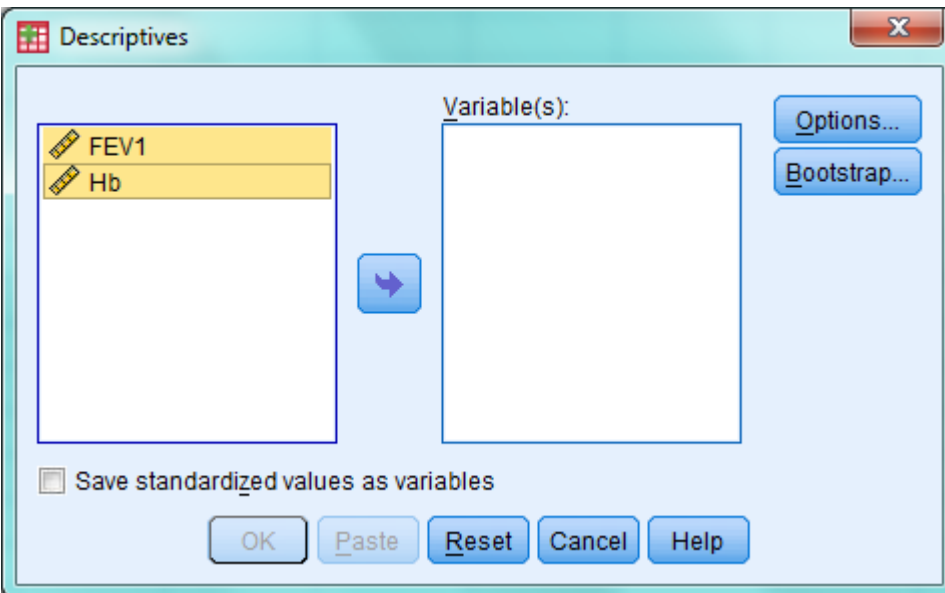 Descriptives
Variable(s):
FEV1
Hb
Options...
Bootstrap...
Save standardized values as variables
OK Paste Reset Cancel Help